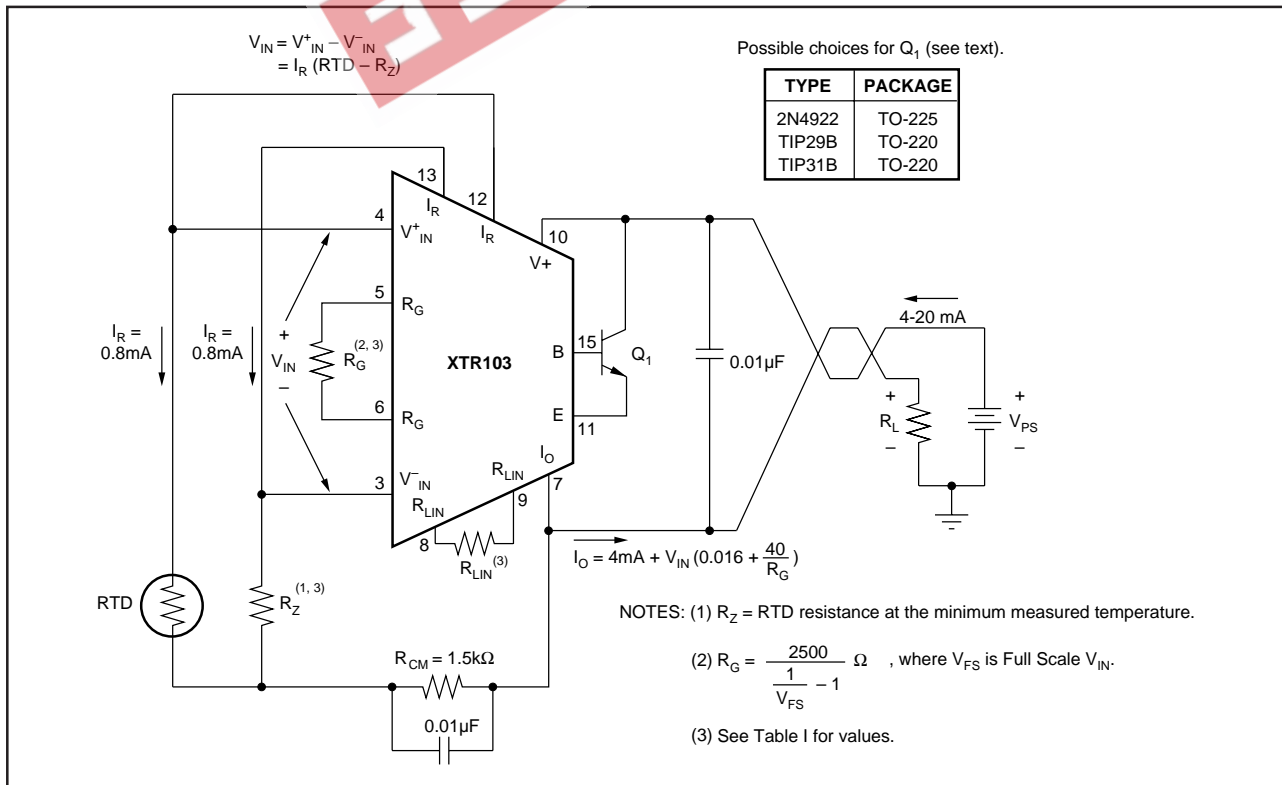 V_IN = V⁺_IN – V⁻_IN
= I_R (RTD – R_Z)
Possible choices for Q_1 (see text).
TYPE PACKAGE
2N4922 TO-225
TIP29B TO-220
TIP31B TO-220
13
I_R
12
I_R
4
V⁺_IN
10
V+
5
R_G
I_R =
0.8mA
I_R =
0.8mA
+
V_IN
–
R_G^(2, 3)
XTR103
B
15
Q_1
0.01µF
4-20 mA
6
R_G
E
11
R_L
+
–
V_PS
+
–
I_O
7
3
V⁻_IN
R_LIN
9
R_LIN
8
R_LIN^(3)
I_O = 4mA + V_IN (0.016 + 40/R_G)
RTD
R_Z^(1, 3)
R_CM = 1.5kΩ
0.01µF
NOTES: (1) R_Z = RTD resistance at the minimum measured temperature.
(2) R_G = 2500 / (1/V_FS – 1) Ω , where V_FS is Full Scale V_IN.
(3) See Table I for values.